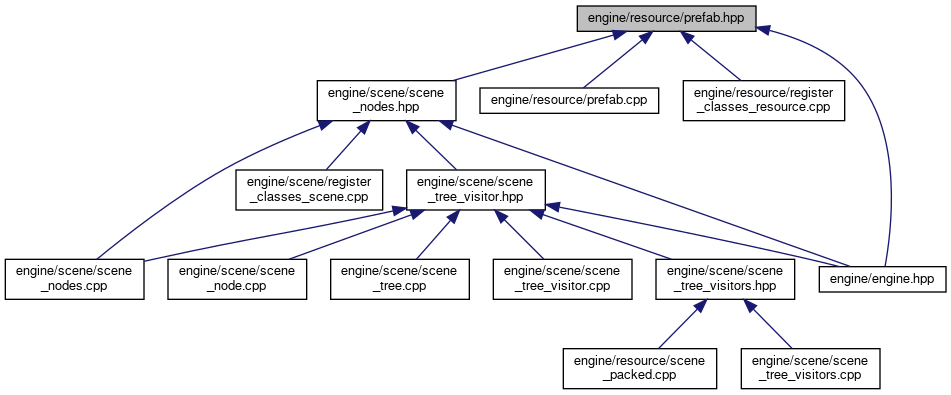 engine/resource/prefab.hpp
engine/scene/scene
_nodes.hpp
engine/resource/prefab.cpp
engine/resource/register
_classes_resource.cpp
engine/scene/register
_classes_scene.cpp
engine/scene/scene
_tree_visitor.hpp
engine/scene/scene
_nodes.cpp
engine/scene/scene
_node.cpp
engine/scene/scene
_tree.cpp
engine/scene/scene
_tree_visitor.cpp
engine/scene/scene
_tree_visitors.hpp
engine/engine.hpp
engine/resource/scene
_packed.cpp
engine/scene/scene
_tree_visitors.cpp